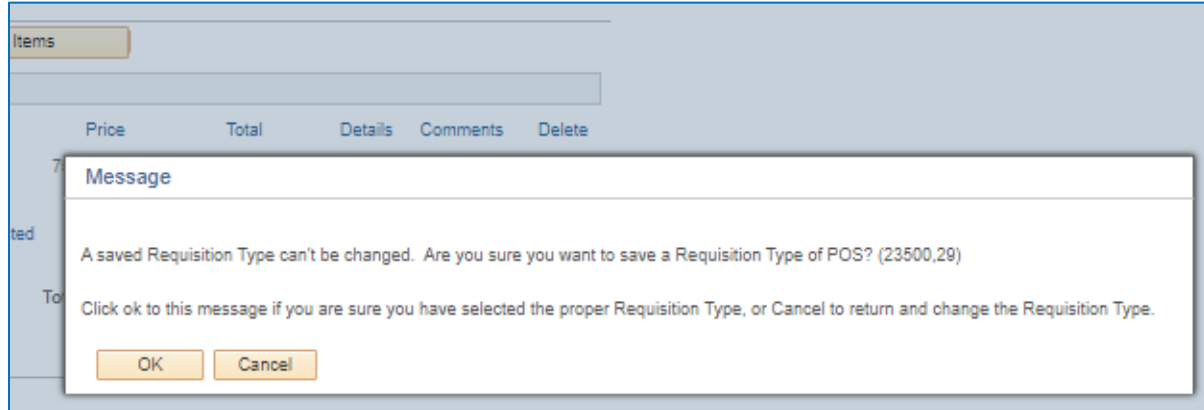 Items
Price Total Details Comments Delete
Message
A saved Requisition Type can't be changed. Are you sure you want to save a Requisition Type of POS? (23500,29)
Click ok to this message if you are sure you have selected the proper Requisition Type, or Cancel to return and change the Requisition Type.
OK Cancel